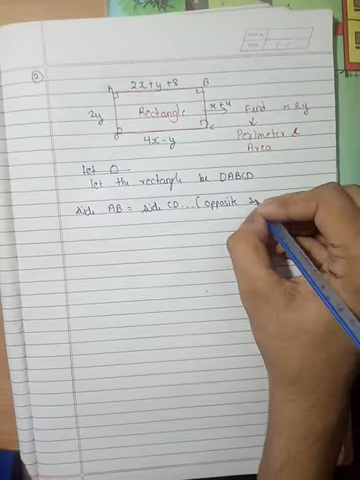 ②
A 2x + y + 8 B
2y Rectangle x + 4 Find x & y
D 4x - y C Perimeter &
Area
let
let the rectangle be DABCD
side AB = side CD ... [opposite